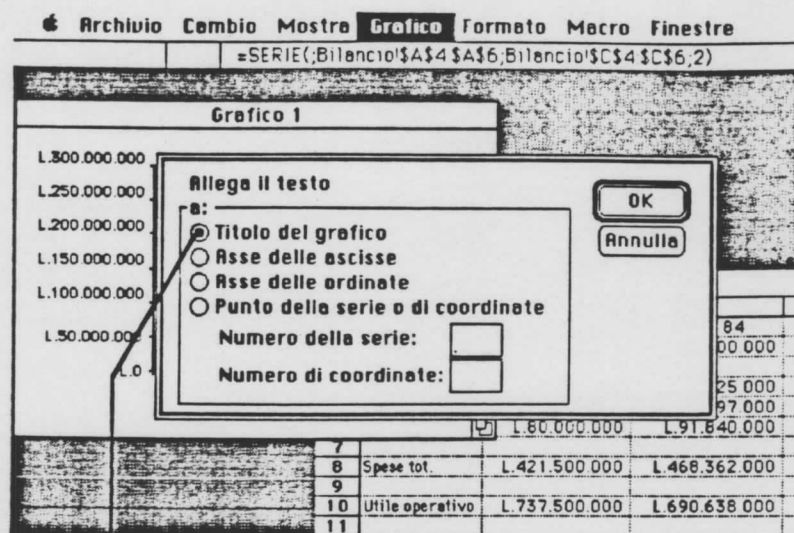 Archivio Cambio Mostra Grafico Formato Macro Finestre
=SERIE(;Bilancio!$A$4 $A$6;Bilancio!$C$4 $C$6;2)
Grafico 1
L.300.000.000
L.250.000.000
L.200.000.000
L.150.000.000
L.100.000.000
L.50.000.000
L.0
Allega il testo
a:
Titolo del grafico
Asse delle ascisse
Asse delle ordinate
Punto della serie o di coordinate
Numero della serie:
Numero di coordinate:
OK
Annulla
84
00 000
25 000
97 000
L.80.000.000 L.91.840.000
7
8 Spese tot. L.421.500.000 L.468.362.000
9
10 Utile operativo L.737.500.000 L.690.638 000
11